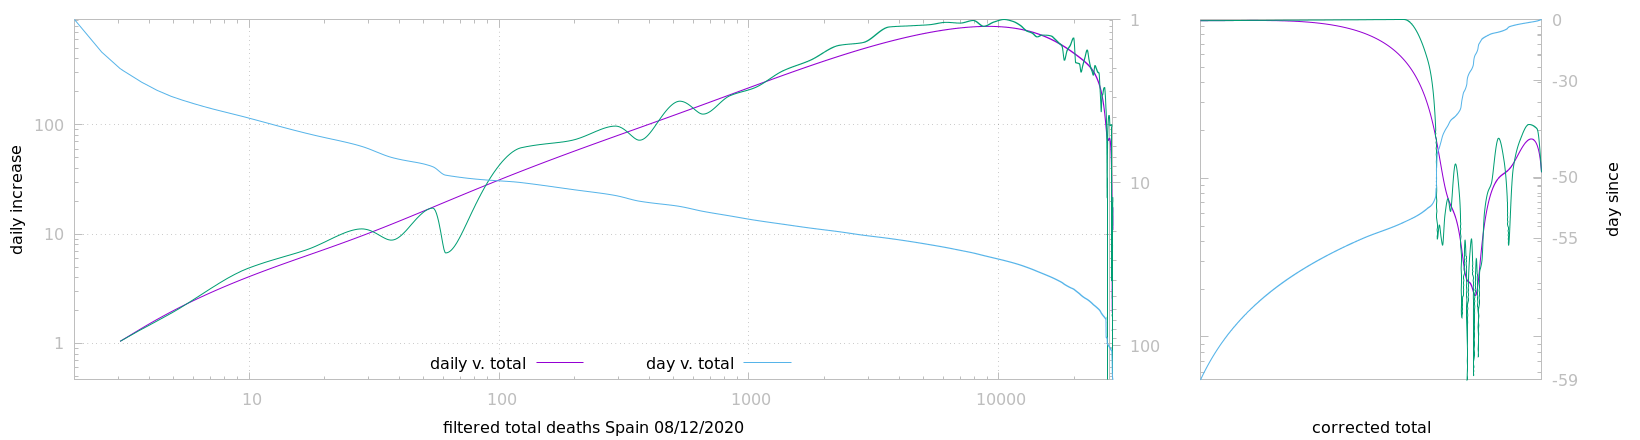 daily increase
100
10
1
10
100
1000
10000
1
10
100
daily v. total
day v. total
filtered total deaths Spain 08/12/2020
0
-30
-50
-55
-59
day since
corrected total